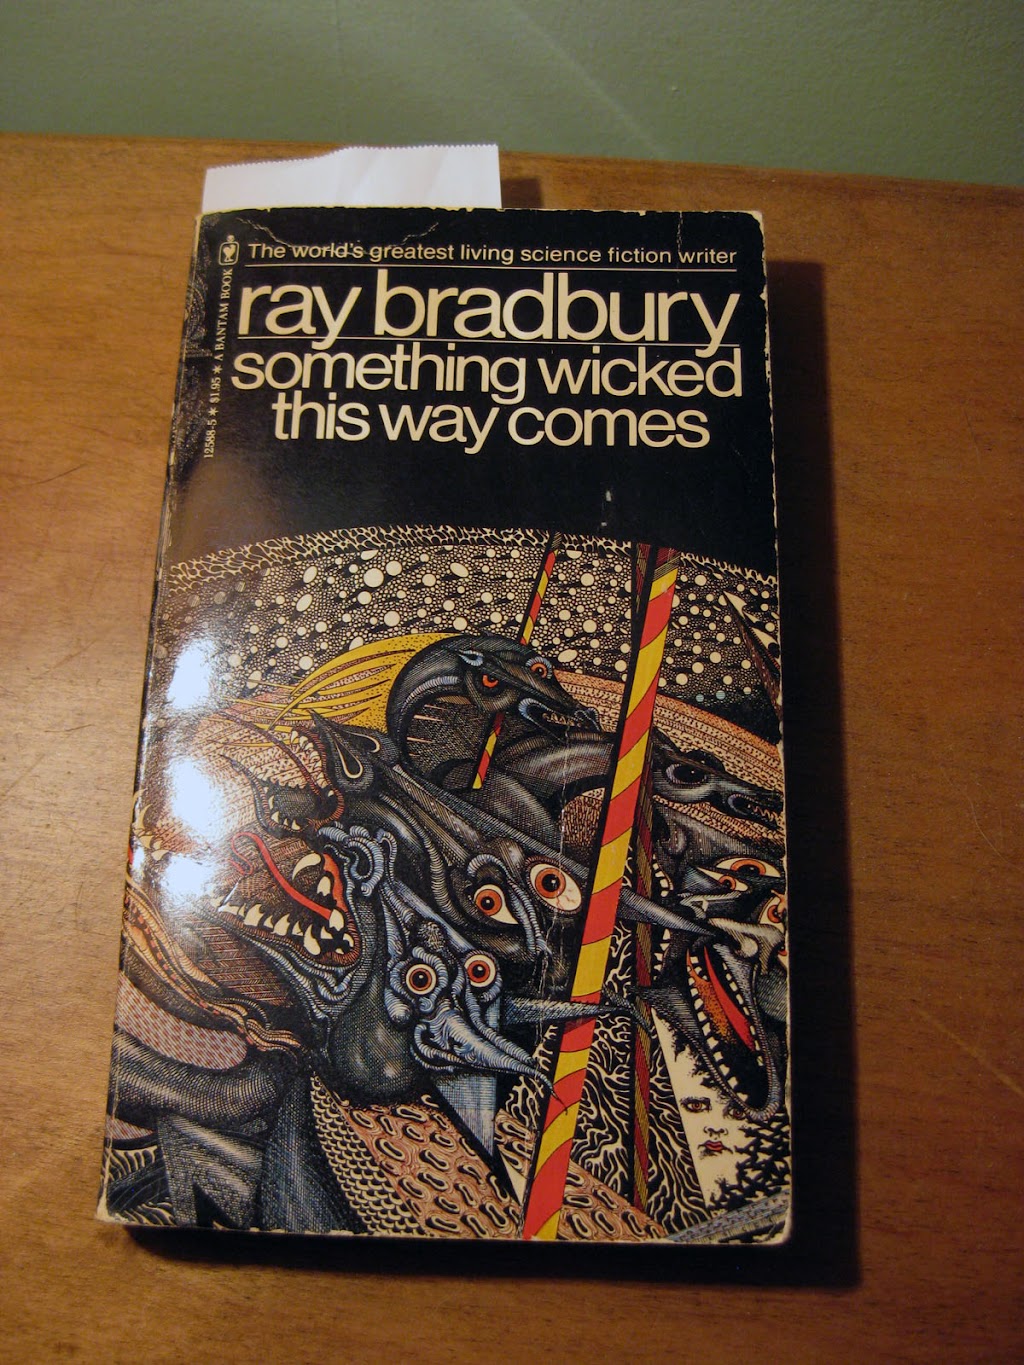 The world's greatest living science fiction writer
ray bradbury
something wicked
this way comes
12588-5 ★ $1.95 ★ A BANTAM BOOK